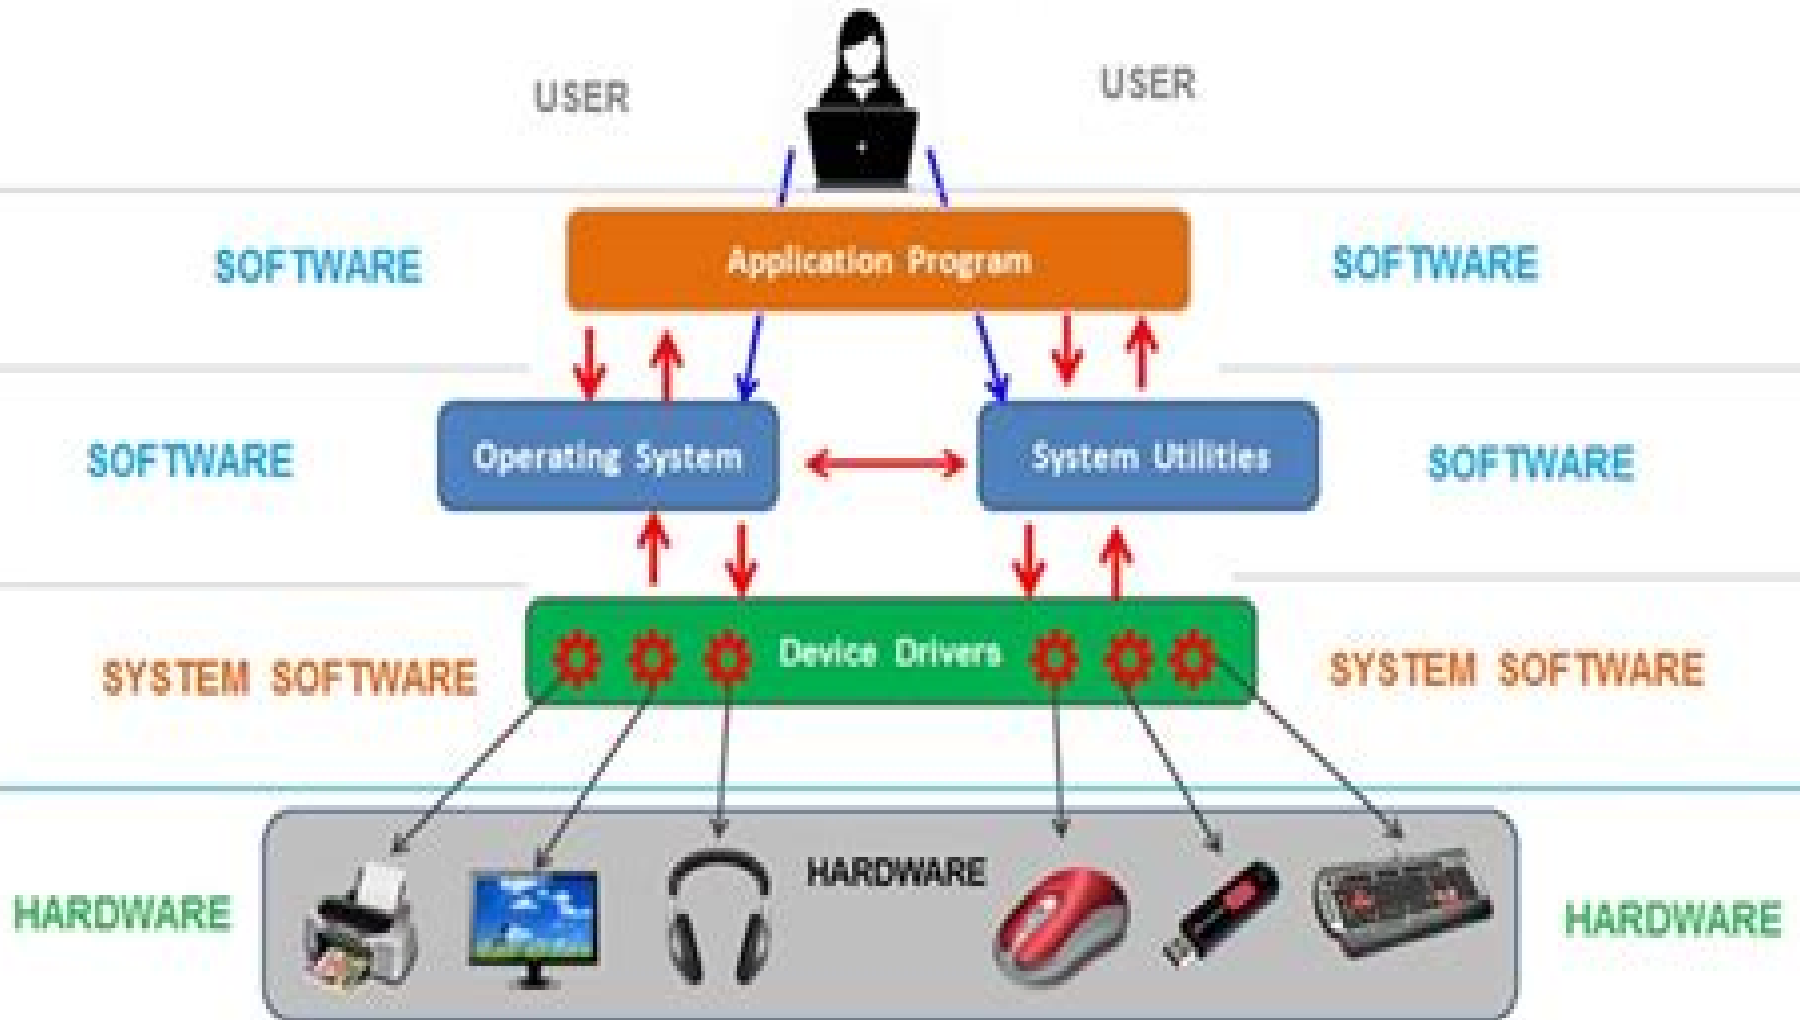 USER
USER
SOFTWARE
Application Program
SOFTWARE
SOFTWARE
Operating System
System Utilities
SOFTWARE
SYSTEM SOFTWARE
Device Drivers
SYSTEM SOFTWARE
HARDWARE
HARDWARE
HARDWARE